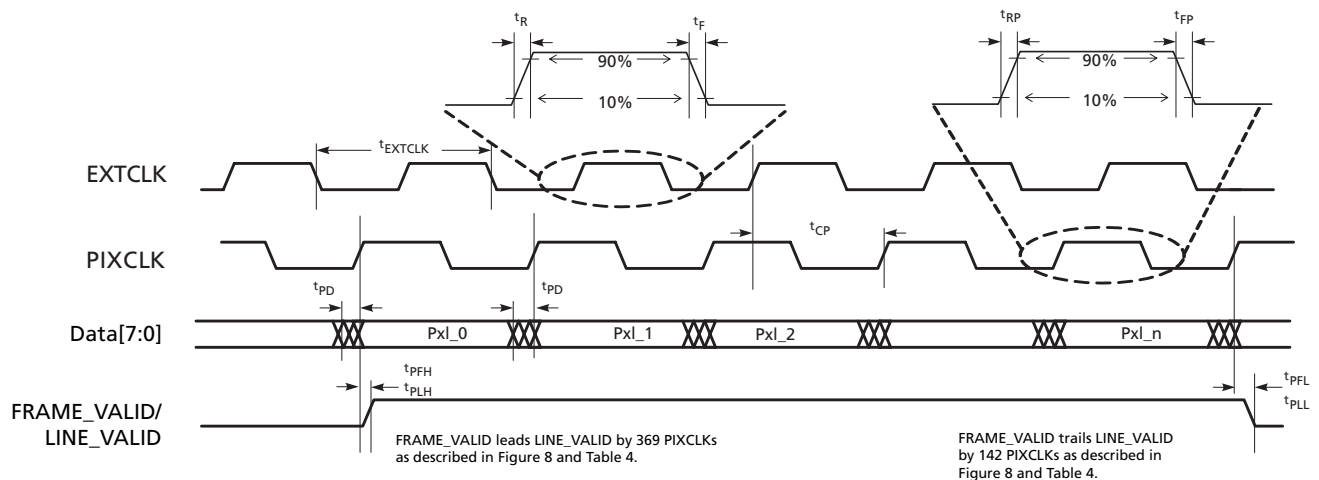 tR
tF
tRP
tFP
90%
90%
10%
10%
tEXTCLK
EXTCLK
tCP
PIXCLK
tPD
tPD
Data[7:0]
Pxl_0
Pxl_1
Pxl_2
Pxl_n
tPFH
tPLH
tPFL
tPLL
FRAME_VALID/
LINE_VALID
FRAME_VALID leads LINE_VALID by 369 PIXCLKs
as described in Figure 8 and Table 4.
FRAME_VALID trails LINE_VALID
by 142 PIXCLKs as described in
Figure 8 and Table 4.